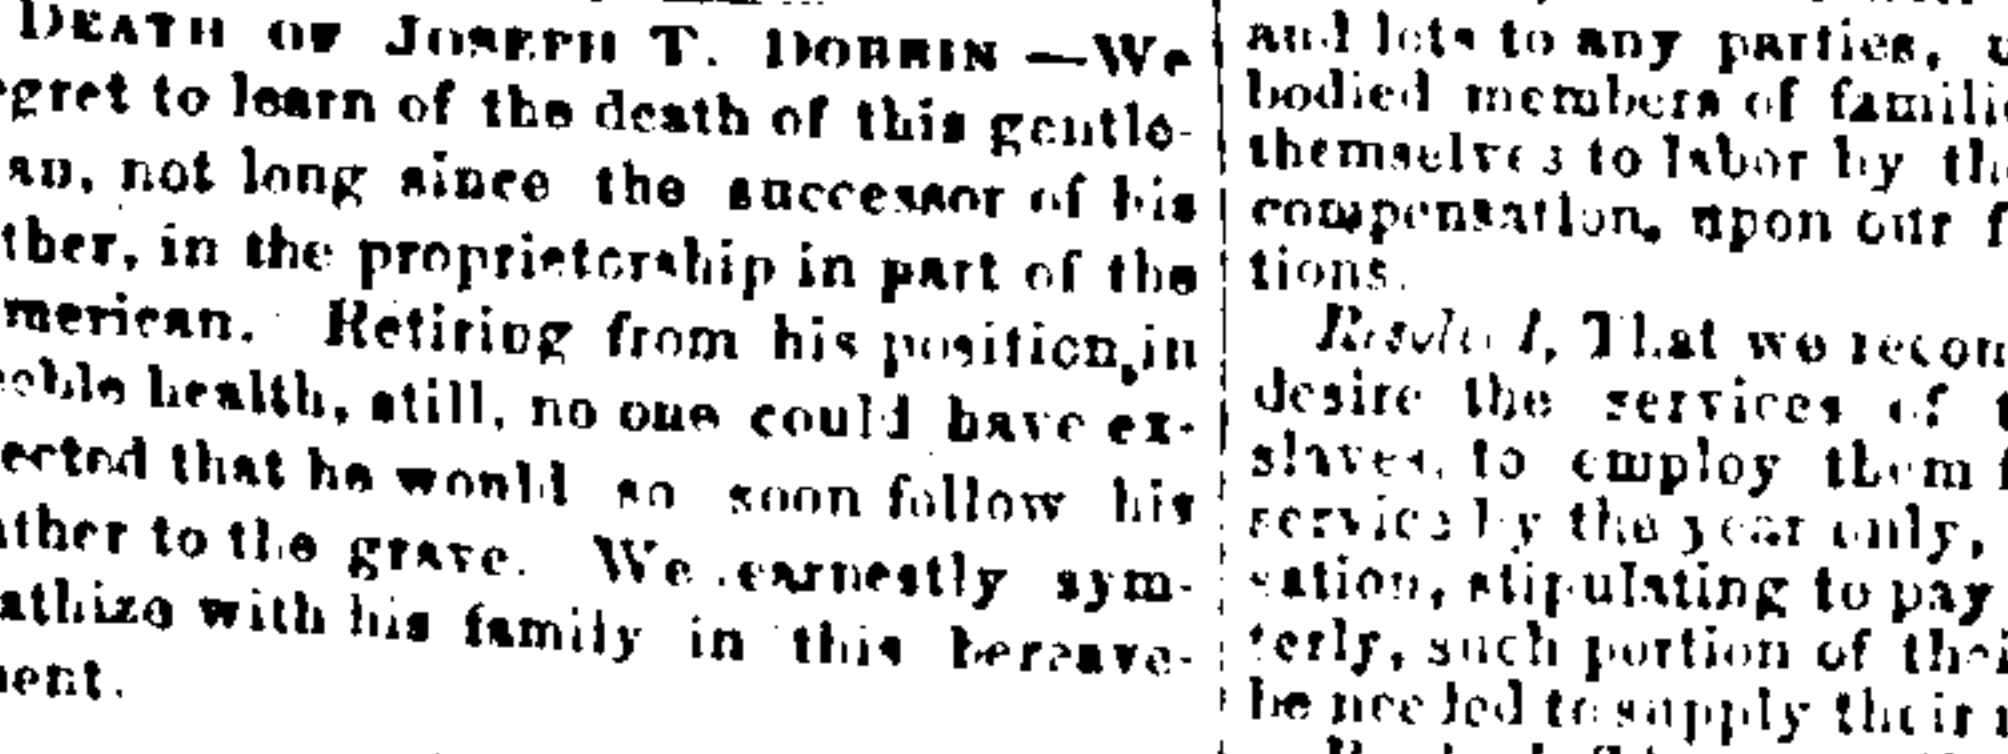 DEATH OF JOSEPH T. DOBBIN —We
egret to learn of the death of this gentle-
an, not long since the successor of his
ther, in the proprietorship in part of the
merican. Retiring from his position, in
eble health, still, no one could have ex-
ected that he would so soon follow his
ather to the grave. We earnestly sym-
athize with his family in this bereave-
ent.
and lots to any parties,
bodied members of famili
themselves to labor by th
compensation, upon our f
tions.
Resolved, That we recom
desire the services of t
slaves, to employ them f
service by the year only,
sation, stipulating to pay
terly, such portion of thei
be needed to supply their